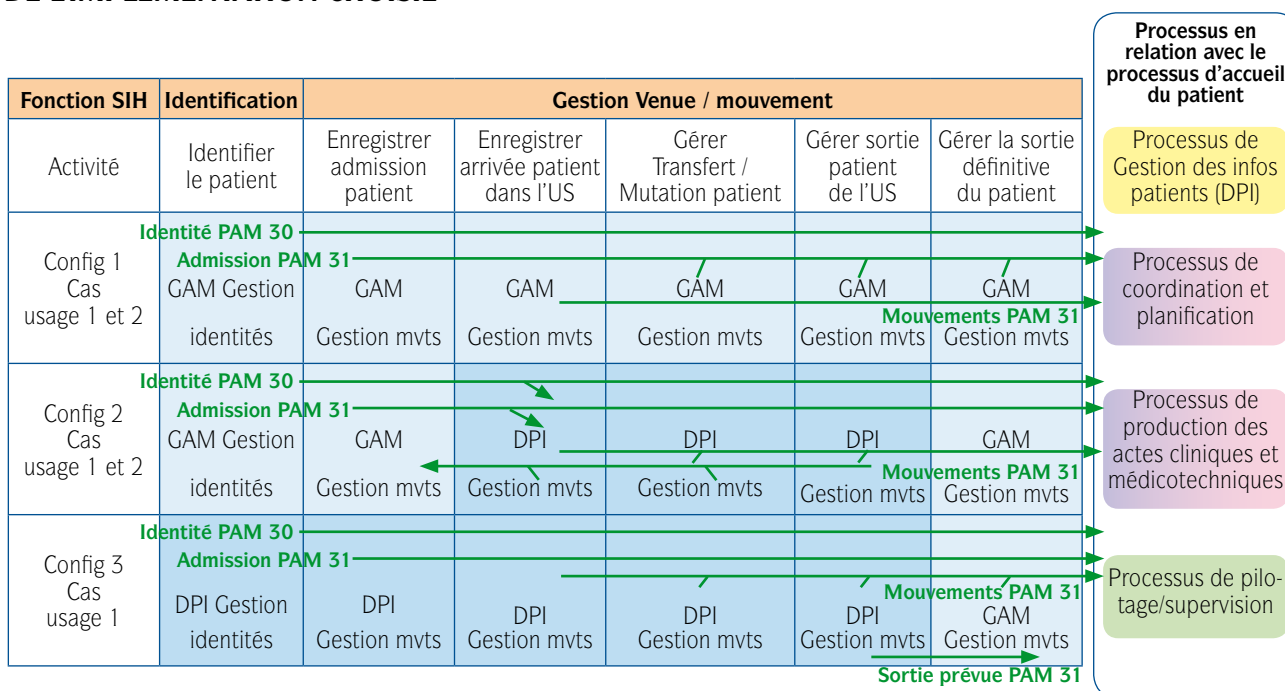 Processus en
relation avec le
processus d'accueil
du patient
Fonction SIH Identification Gestion Venue / mouvement
Activité
Identifier
le patient
Enregistrer
admission
patient
Enregistrer
arrivée patient
dans l'US
Gérer
Transfert /
Mutation patient
Gérer sortie
patient
de l'US
Gérer la sortie
définitive
du patient
Processus de
Gestion des infos
patients (DPI)
Config 1
Cas
usage 1 et 2
Identité PAM 30
Admission PAM 31
GAM Gestion
identités
GAM
Gestion mvts
GAM
Gestion mvts
GAM
Gestion mvts
GAM
Gestion mvts
GAM
Mouvements PAM 31
Gestion mvts
Processus de
coordination et
planification
Config 2
Cas
usage 1 et 2
Identité PAM 30
Admission PAM 31
GAM Gestion
identités
GAM
Gestion mvts
DPI
Gestion mvts
DPI
Gestion mvts
DPI
Gestion mvts
GAM
Mouvements PAM 31
Gestion mvts
Processus de
production des
actes cliniques et
médicotechniques
Config 3
Cas
usage 1
Identité PAM 30
Admission PAM 31
DPI Gestion
identités
DPI
Gestion mvts
DPI
Gestion mvts
DPI
Gestion mvts
DPI
Gestion mvts
Mouvements PAM 31
GAM
Gestion mvts
Sortie prévue PAM 31
Processus de pilo-
tage/supervision